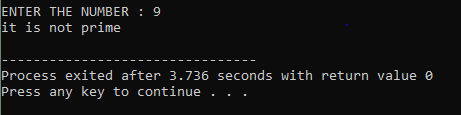 ENTER THE NUMBER : 9
it is not prime
--------------------------------
Process exited after 3.736 seconds with return value 0
Press any key to continue . . .